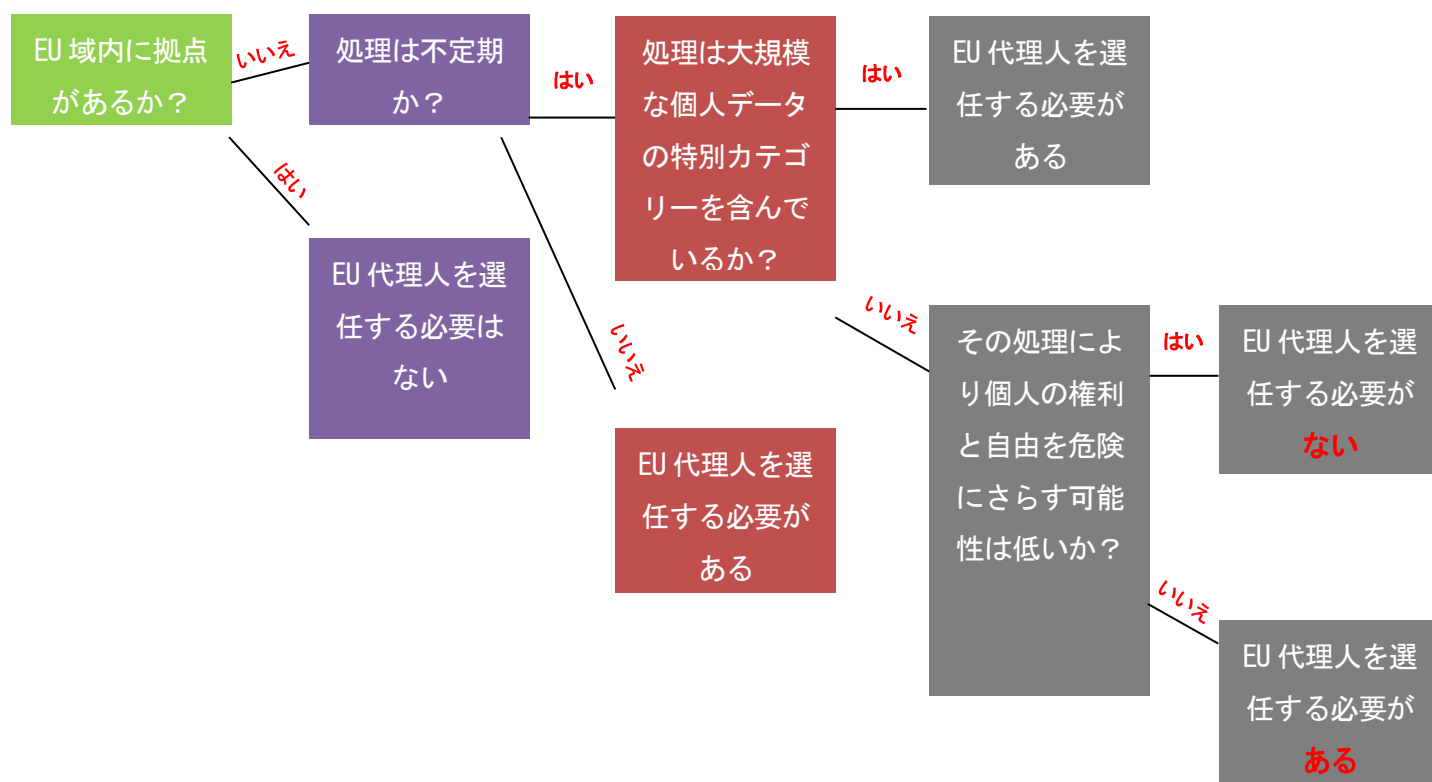 EU 域内に拠点
があるか？
いいえ
はい
処理は不定期
か？
はい
いいえ
EU 代理人を選
任する必要は
ない
処理は大規模
な個人データ
の特別カテゴ
リーを含んで
いるか？
はい
いいえ
EU 代理人を選
任する必要が
ある
EU 代理人を選
任する必要が
ある
その処理によ
り個人の権利
と自由を危険
にさらす可能
性は低いか？
はい
いいえ
EU 代理人を選
任する必要が
ない
EU 代理人を選
任する必要が
ある